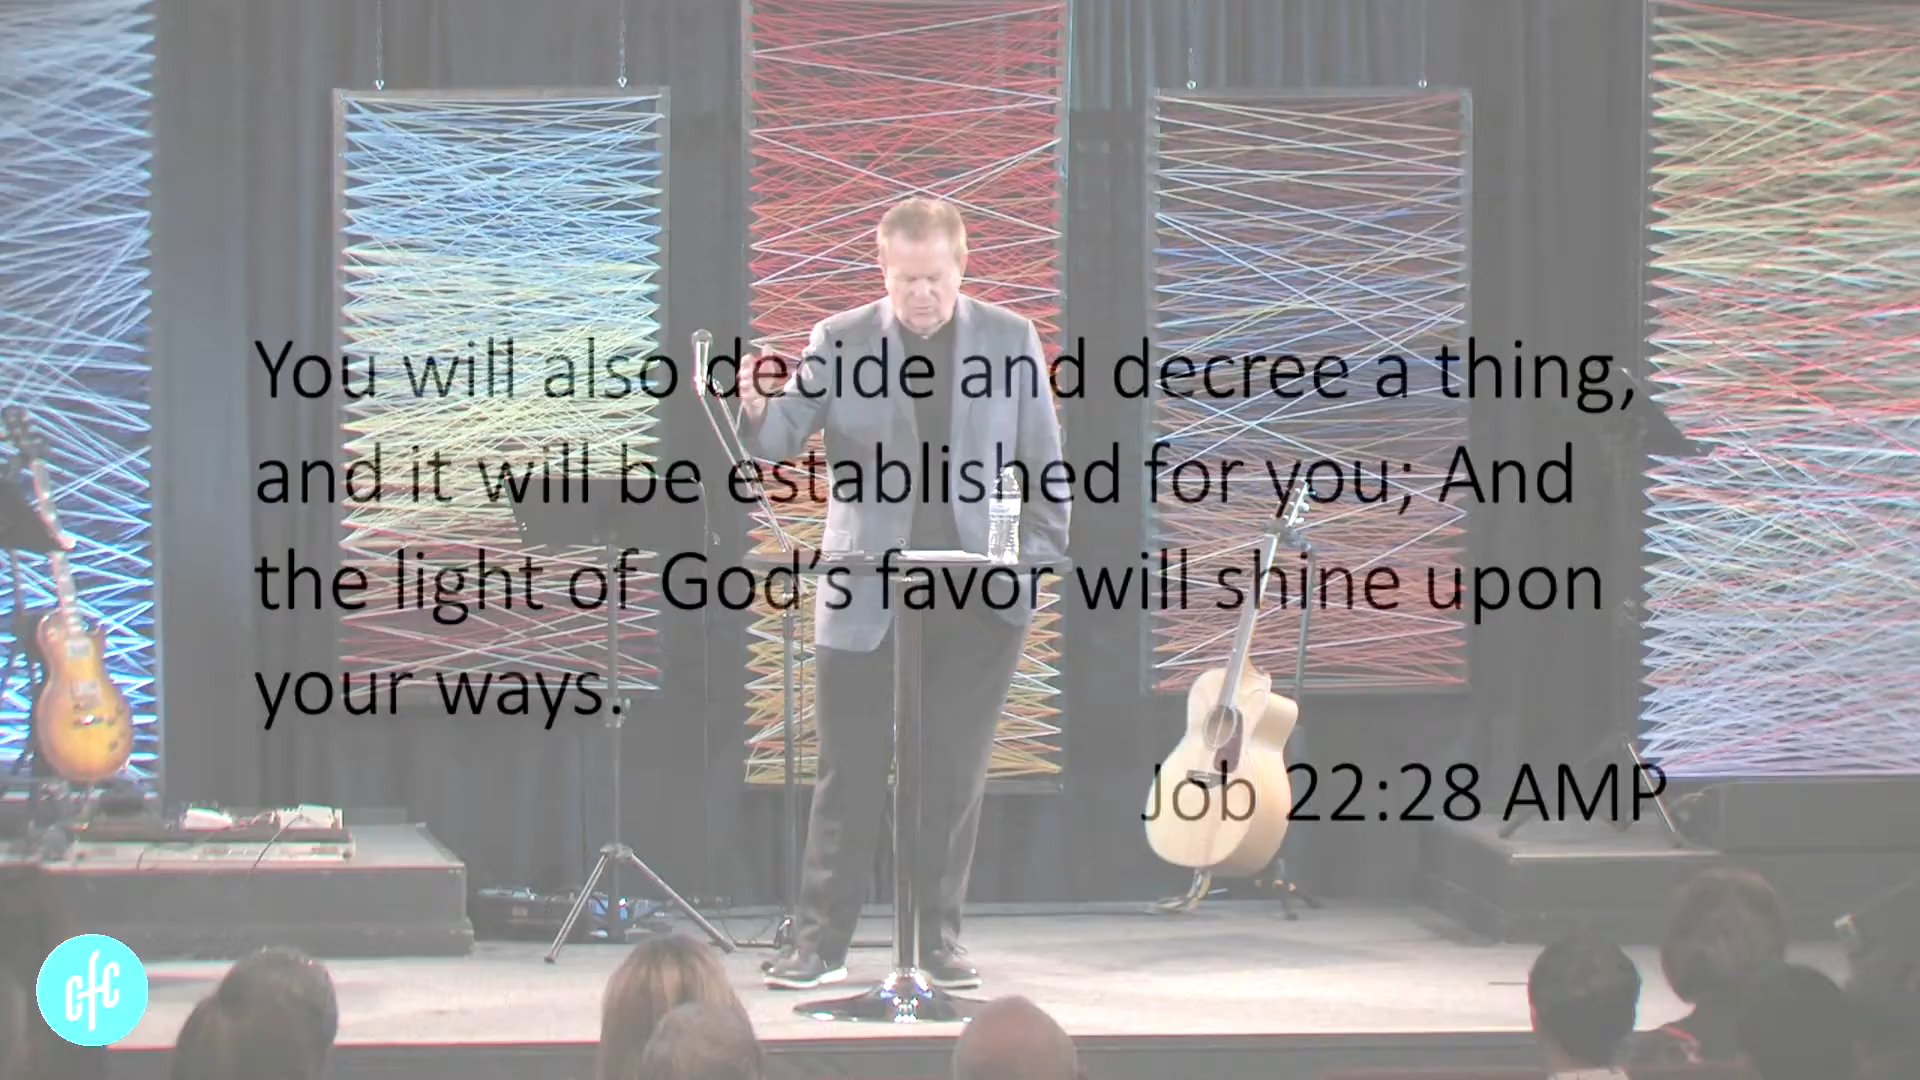 You will also decide and decree a thing,
and it will be established for you; And
the light of God's favor will shine upon
your ways.
Job 22:28 AMP
cfc